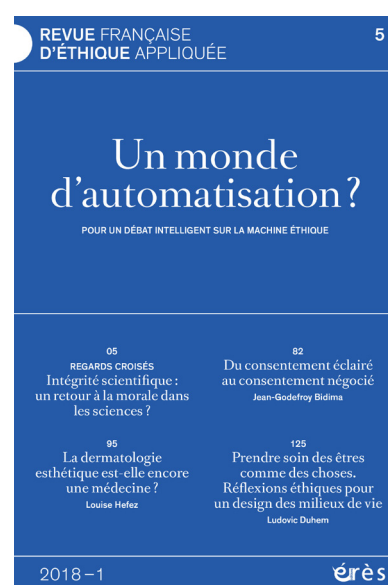 REVUE FRANÇAISE
D'ÉTHIQUE APPLIQUÉE
5
Un monde
d'automatisation ?
POUR UN DÉBAT INTELLIGENT SUR LA MACHINE ÉTHIQUE
05
REGARDS CROISÉS
Intégrité scientifique :
un retour à la morale dans
les sciences ?
82
Du consentement éclairé
au consentement négocié
Jean-Godefroy Bidima
95
La dermatologie
esthétique est-elle encore
une médecine ?
Louise Hefez
125
Prendre soin des êtres
comme des choses.
Réflexions éthiques pour
un design des milieux de vie
Ludovic Duhem
2018–1
érès